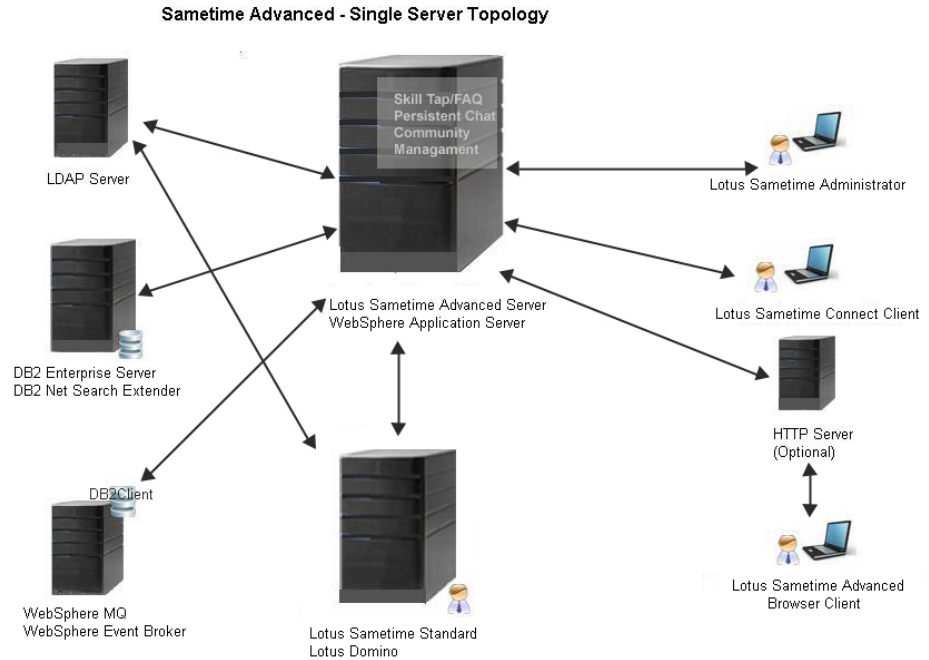 Sametime Advanced - Single Server Topology
Skill Tap/FAQ
Persistent Chat
Community
Managament
LDAP Server
Lotus Sametime Administrator
Lotus Sametime Advanced Server
WebSphere Application Server
Lotus Sametime Connect Client
DB2 Enterprise Server
DB2 Net Search Extender
HTTP Server
(Optional)
DB2Client
WebSphere MQ
WebSphere Event Broker
Lotus Sametime Standard
Lotus Domino
Lotus Sametime Advanced
Browser Client